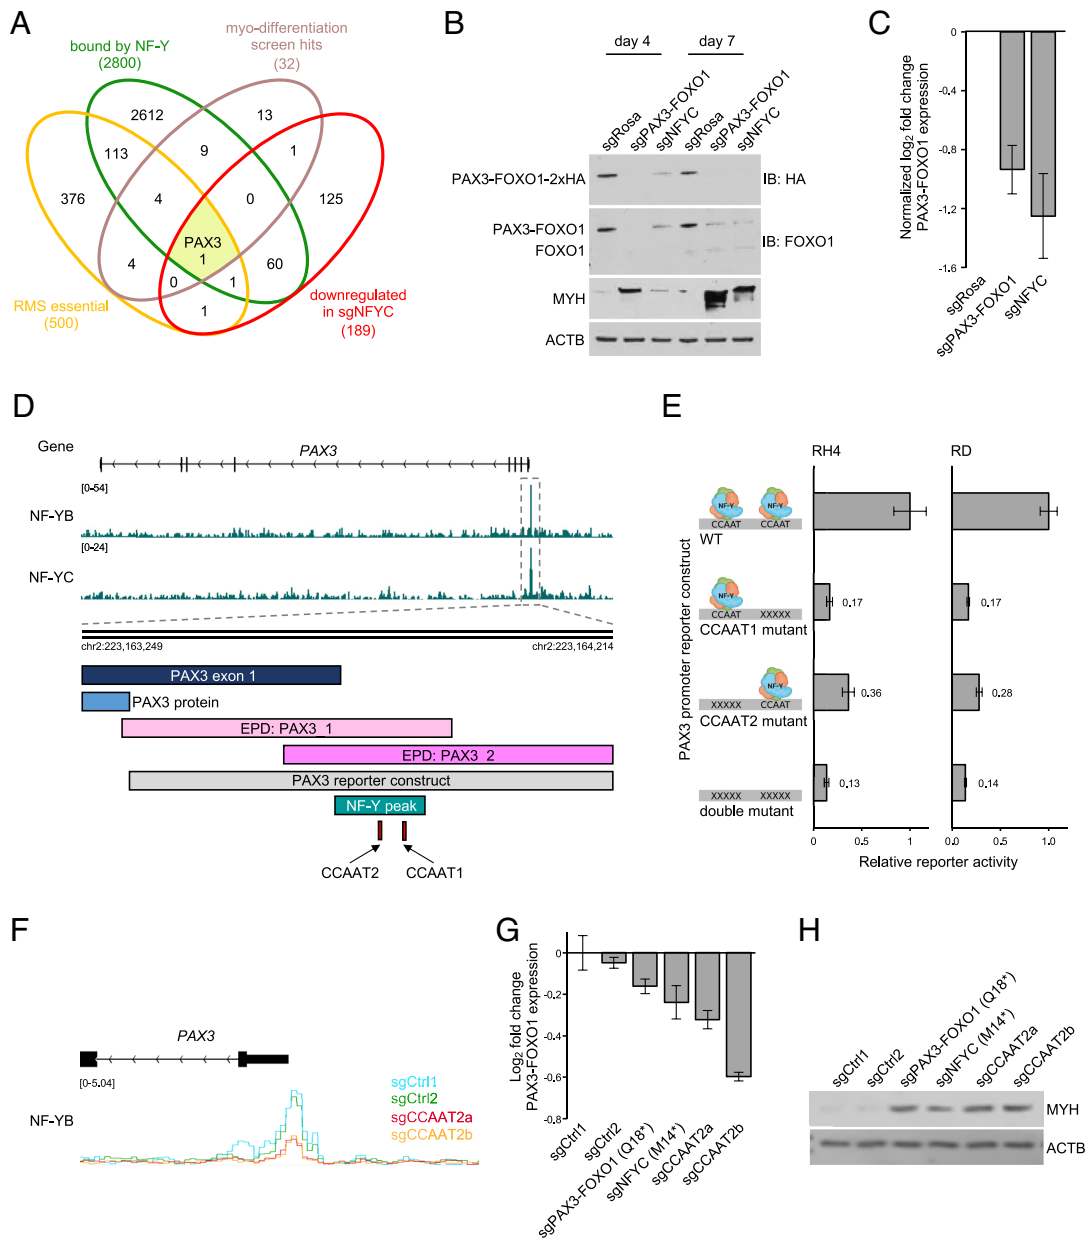 A
bound by NF-Y
(2800)
myo-differentiation
screen hits
(32)
2612
13
113
9
1
376
4
0
125
PAX3
1
4
0
1
60
1
RMS essential
(500)
downregulated
in sgNFYC
(189)
B
day 4
day 7
sgRosa
sgPAX3-FOXO1
sgNFYC
sgRosa
sgPAX3-FOXO1
sgNFYC
PAX3-FOXO1-2xHA
IB: HA
PAX3-FOXO1
FOXO1
IB: FOXO1
MYH
ACTB
C
Normalized log2 fold change
PAX3-FOXO1 expression
0
-0.4
-0.8
-1.2
-1.6
sgRosa
sgPAX3-FOXO1
sgNFYC
D
Gene
PAX3
[0-54]
NF-YB
[0-24]
NF-YC
chr2:223,163,249
chr2:223,164,214
PAX3 exon 1
PAX3 protein
EPD: PAX3_1
EPD: PAX3_2
PAX3 reporter construct
NF-Y peak
CCAAT2
CCAAT1
E
RH4
RD
PAX3 promoter reporter construct
NF-Y
NF-Y
CCAAT
CCAAT
WT
NF-Y
CCAAT
XXXXX
CCAAT1 mutant
0.17
0.17
NF-Y
XXXXX
CCAAT
CCAAT2 mutant
0.36
0.28
XXXXX
XXXXX
double mutant
0.13
0.14
0
0.5
1
0
0.5
1.0
Relative reporter activity
F
PAX3
[0-5.04]
NF-YB
sgCtrl1
sgCtrl2
sgCCAAT2a
sgCCAAT2b
G
Log2 fold change
PAX3-FOXO1 expression
0
-0.2
-0.4
-0.6
-0.8
sgCtrl1
sgCtrl2
sgPAX3-FOXO1 (Q18*)
sgNFYC (M14*)
sgCCAAT2a
sgCCAAT2b
H
sgCtrl1
sgCtrl2
sgPAX3-FOXO1 (Q18*)
sgNFYC (M14*)
sgCCAAT2a
sgCCAAT2b
MYH
ACTB